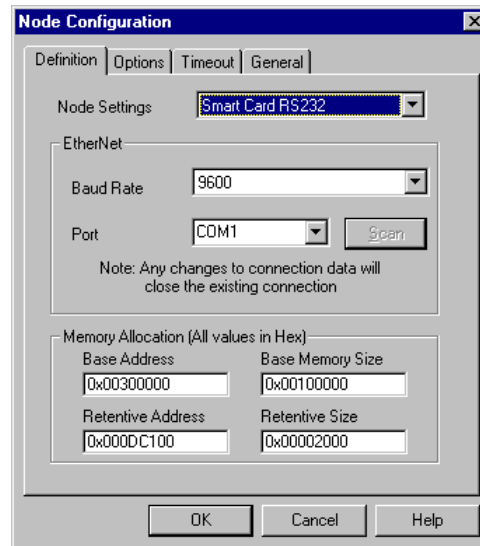 Node Configuration
Definition Options Timeout General
Node Settings Smart Card RS232
EtherNet
Baud Rate 9600
Port COM1 Scan
Note: Any changes to connection data will
close the existing connection
Memory Allocation (All values in Hex)
Base Address Base Memory Size
0x00300000 0x00100000
Retentive Address Retentive Size
0x000DC100 0x00002000
OK Cancel Help